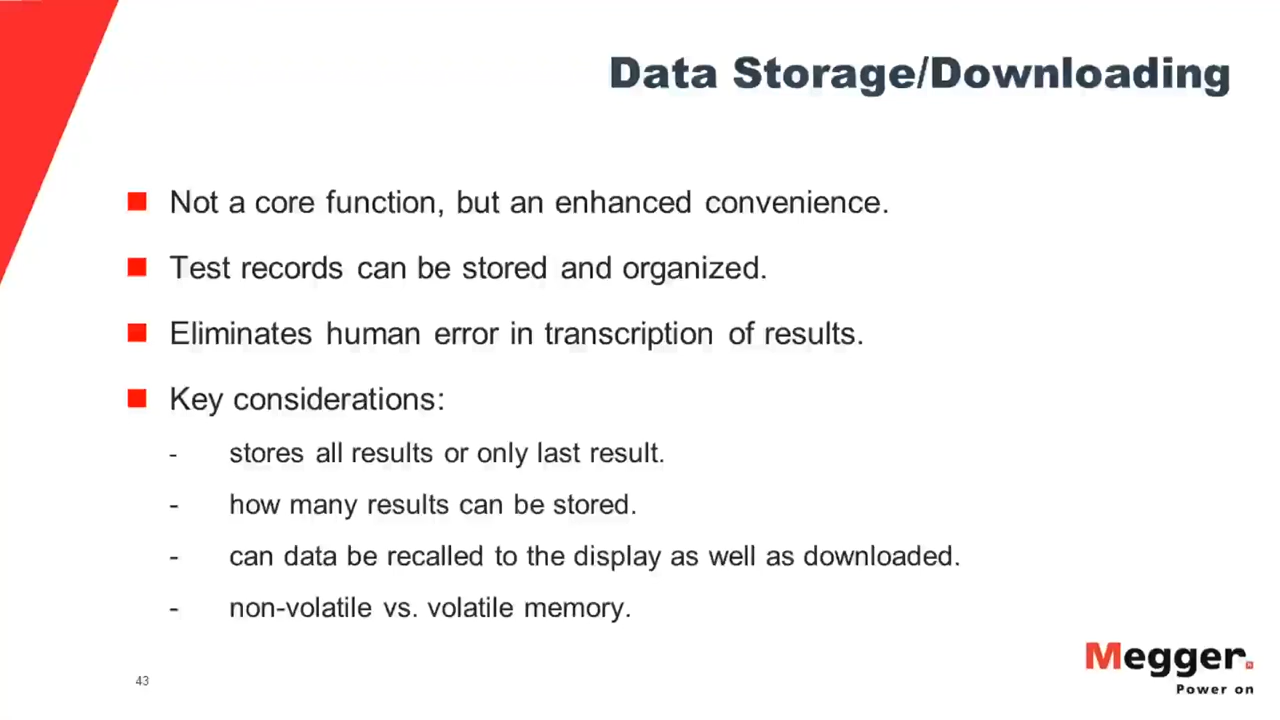 Data Storage/Downloading
Not a core function, but an enhanced convenience.
Test records can be stored and organized.
Eliminates human error in transcription of results.
Key considerations:
- stores all results or only last result.
- how many results can be stored.
- can data be recalled to the display as well as downloaded.
- non-volatile vs. volatile memory.
Megger.
Power on
43